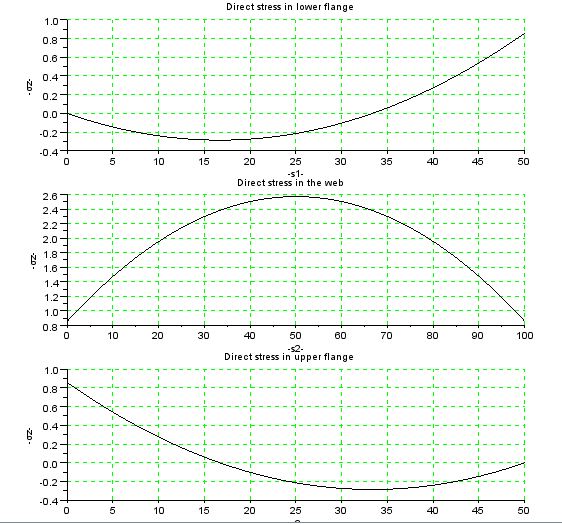 Direct stress in lower flange
1.0
0.8
0.6
0.4
0.2
0.0
-0.2
-0.4
-σz-
0 5 10 15 20 25 30 35 40 45 50
-s1-
Direct stress in the web
2.6
2.4
2.2
2.0
1.8
1.6
1.4
1.2
1.0
0.8
-σz-
0 10 20 30 40 50 60 70 80 90 100
-s2-
Direct stress in upper flange
1.0
0.8
0.6
0.4
0.2
0.0
-0.2
-0.4
-σz-
0 5 10 15 20 25 30 35 40 45 50